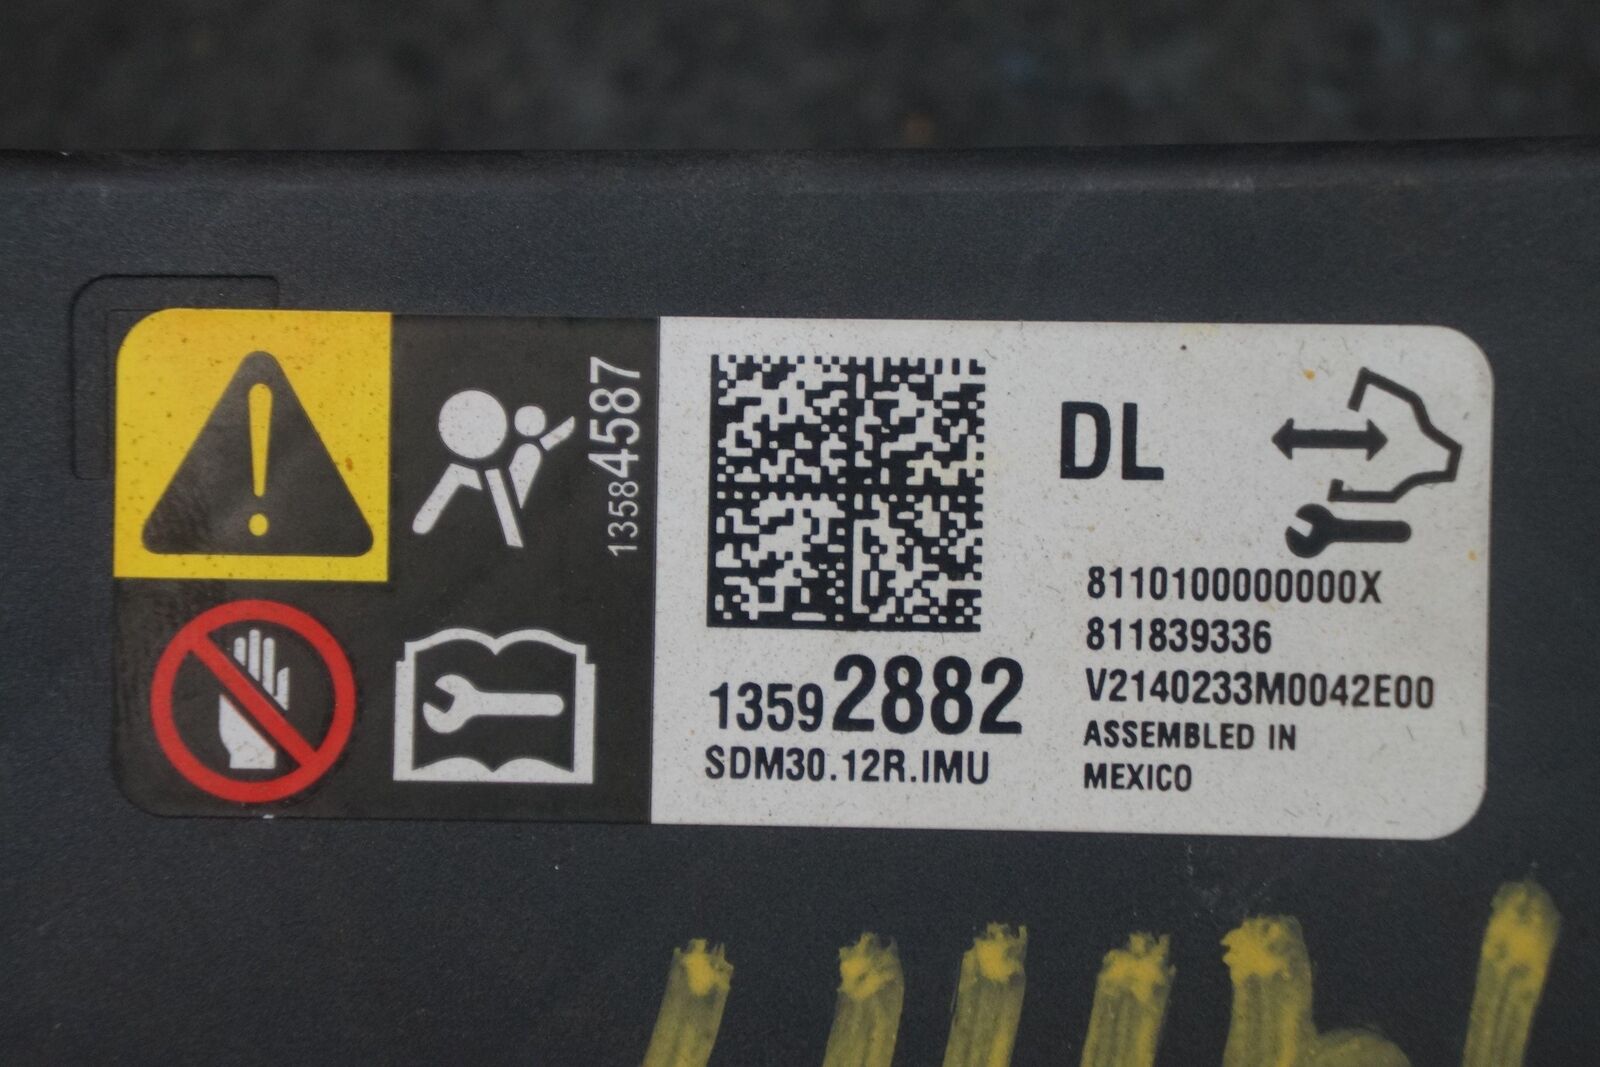 13584587
DL
8110100000000X
811839336
V2140233M0042E00
ASSEMBLED IN
MEXICO
13592882
SDM30.12R.IMU